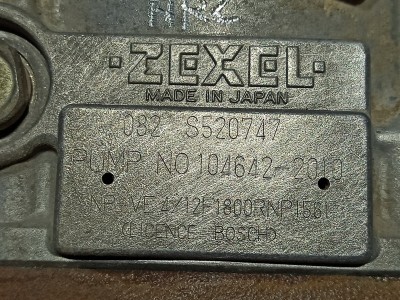 ·ZEXEL·
MADE IN JAPAN
082 S520747
PUMP NO 104642-2010
NP-VE4/12F1800RNP1581
(LICENCE BOSCH)